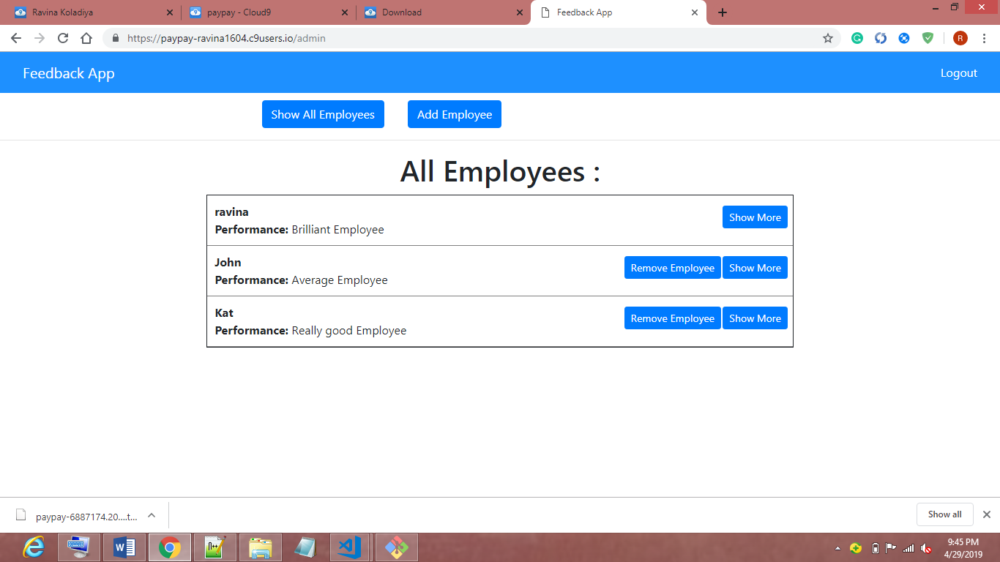 Ravina Koladiya
paypay - Cloud9
Download
Feedback App
https://paypay-ravina1604.c9users.io/admin
R
Feedback App
Logout
Show All Employees
Add Employee
All Employees :
ravina
Performance: Brilliant Employee
Show More
John
Performance: Average Employee
Remove Employee
Show More
Kat
Performance: Really good Employee
Remove Employee
Show More
paypay-6887174.20....t...
Show all
9:45 PM
4/29/2019